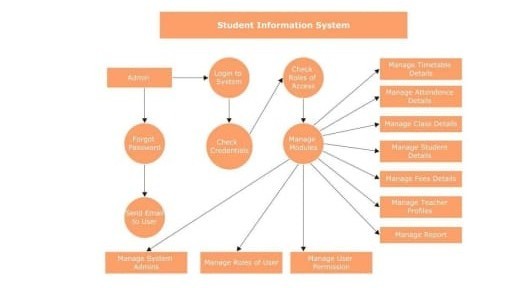 Student Information System
Admin
Login to
System
Check
Roles of
Access
Manage Timetable
Details
Manage Attendence
Details
Manage Class Details
Forgot
Password
Check
Credentials
Manage
Modules
Manage Student
Details
Manage Fees Details
Manage Teacher
Profiles
Send Email
to User
Manage Report
Manage System
Admins
Manage Roles of User
Manage User
Permission